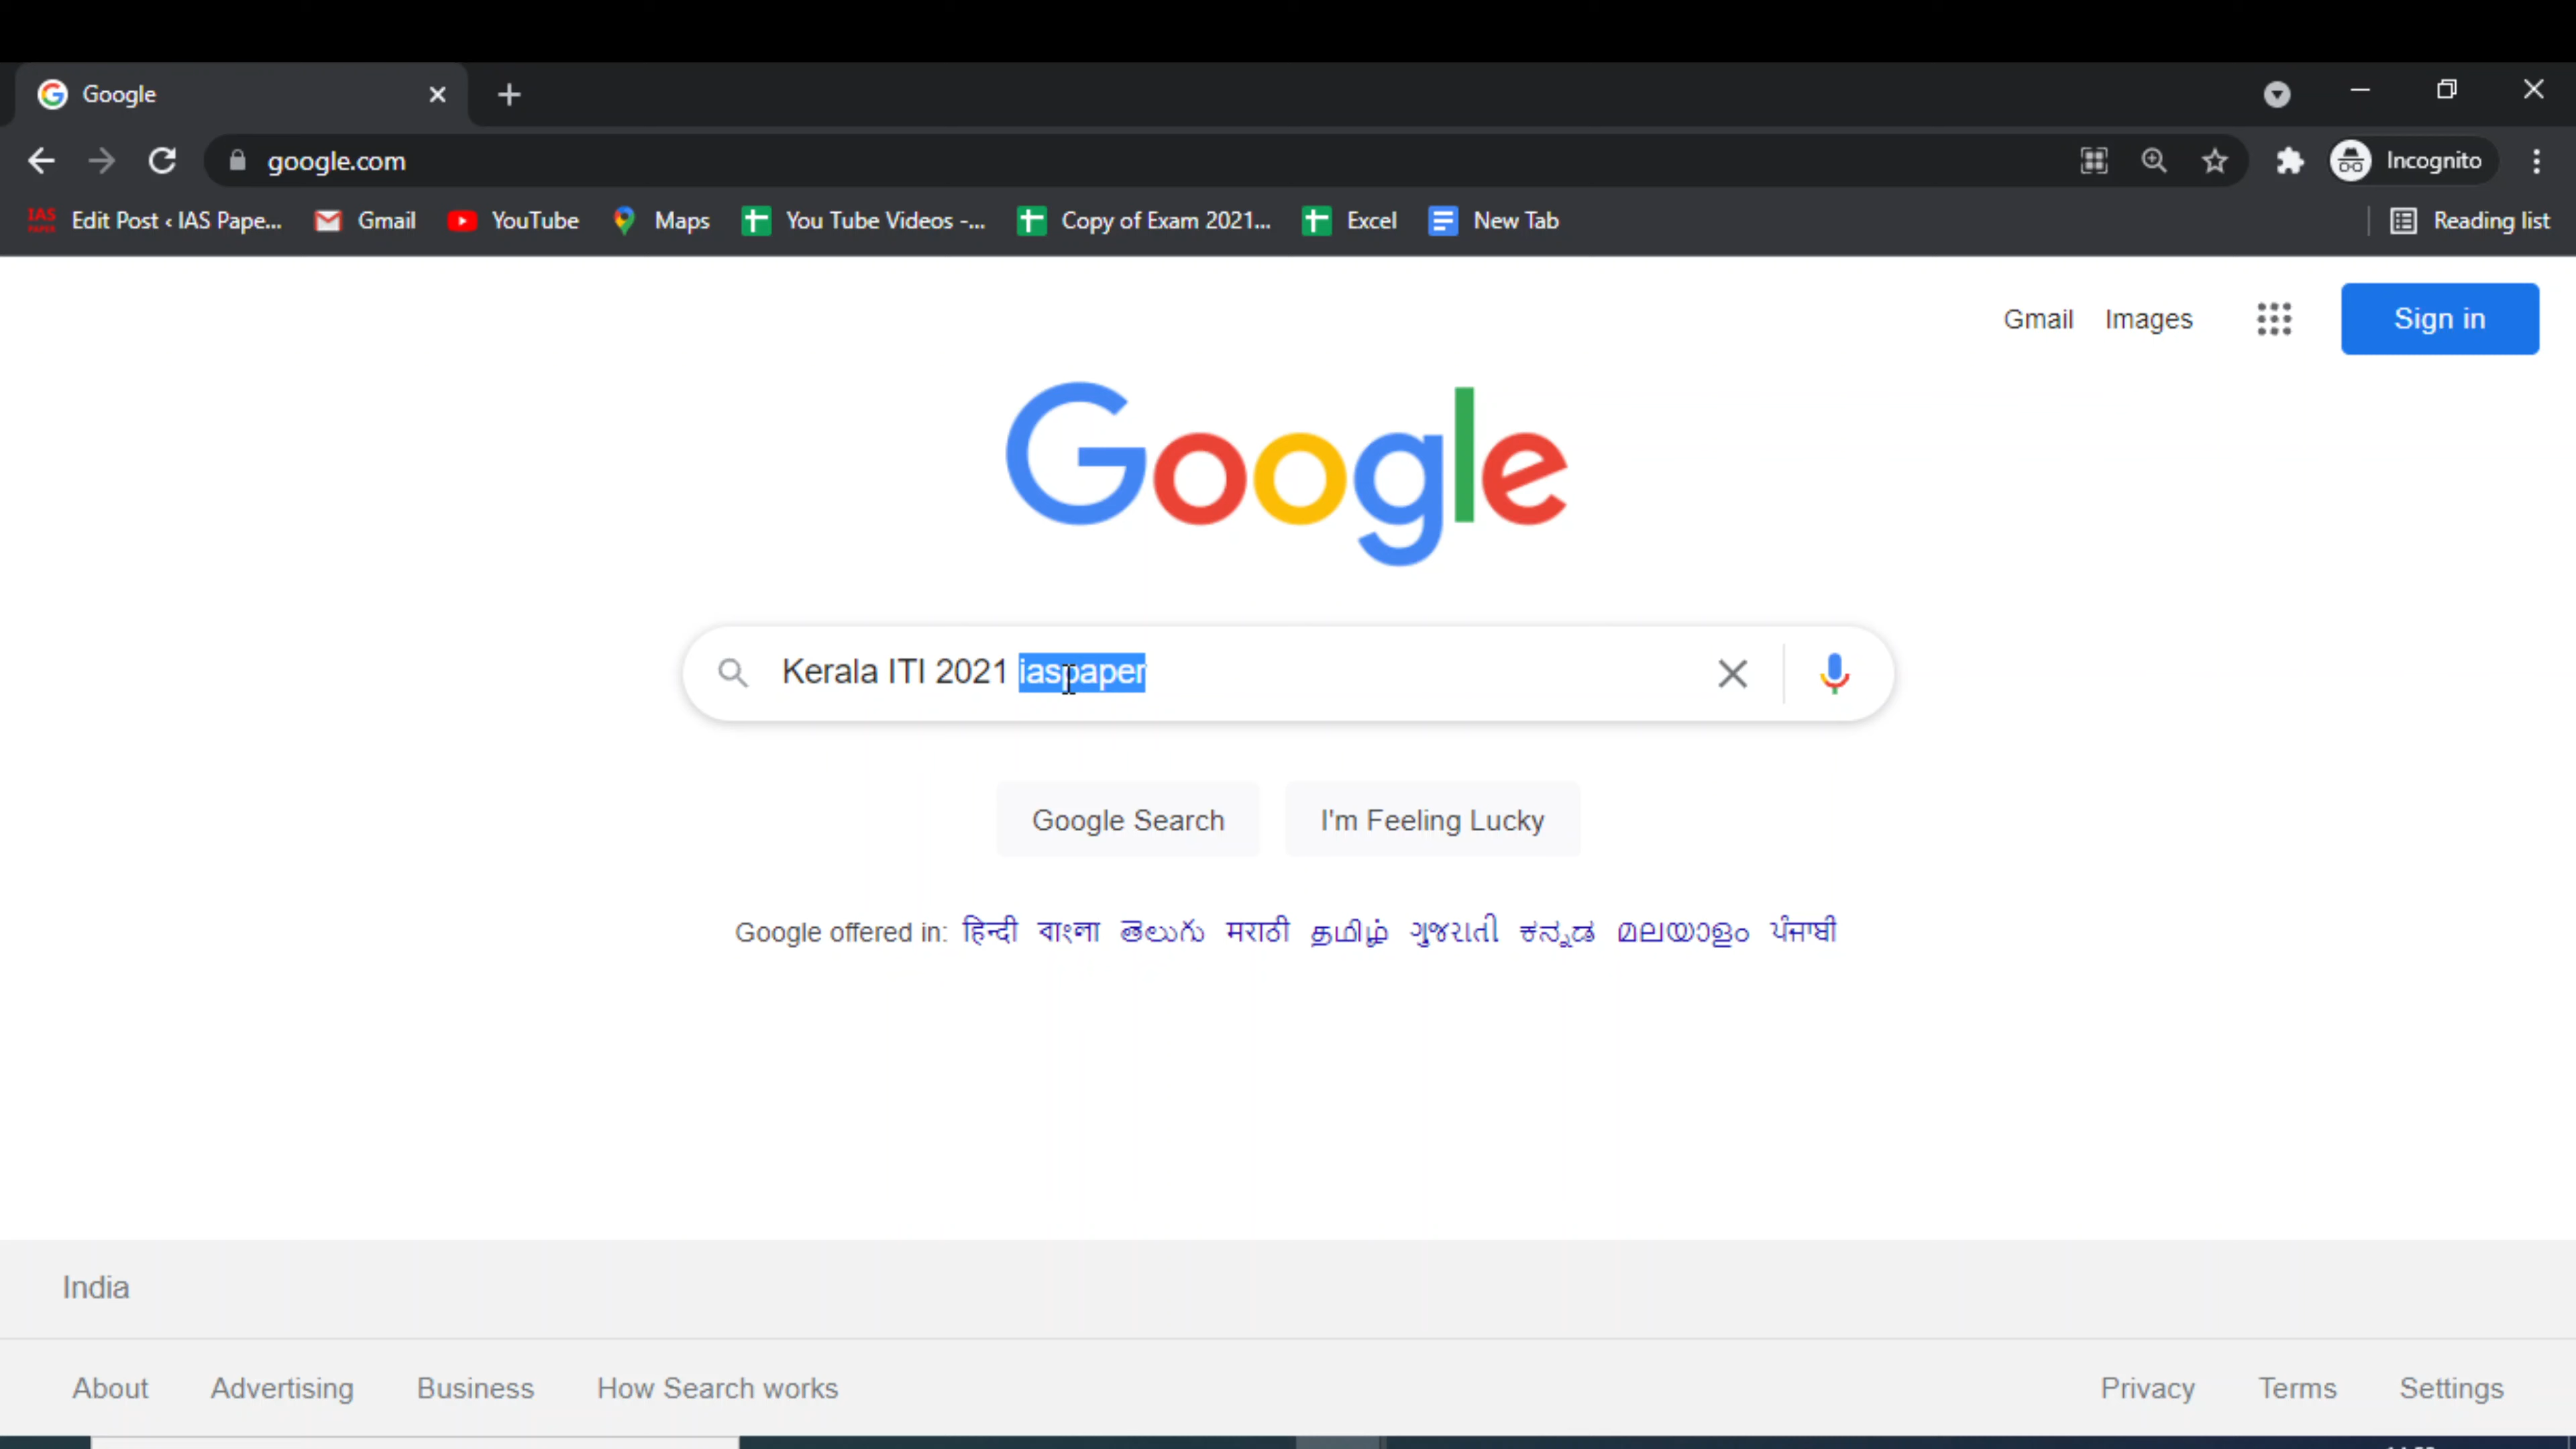 Google
google.com
Incognito
IAS PAPER Edit Post ‹ IAS Pape... Gmail YouTube Maps You Tube Videos -... Copy of Exam 2021... Excel New Tab Reading list
Gmail Images Sign in
Google
Kerala ITI 2021 iaspaper
Google Search I'm Feeling Lucky
Google offered in: हिन्दी বাংলা తెలుగు मराठी தமிழ் ગુજરાતી ಕನ್ನಡ മലയാളം ਪੰਜਾਬੀ
India
About Advertising Business How Search works Privacy Terms Settings